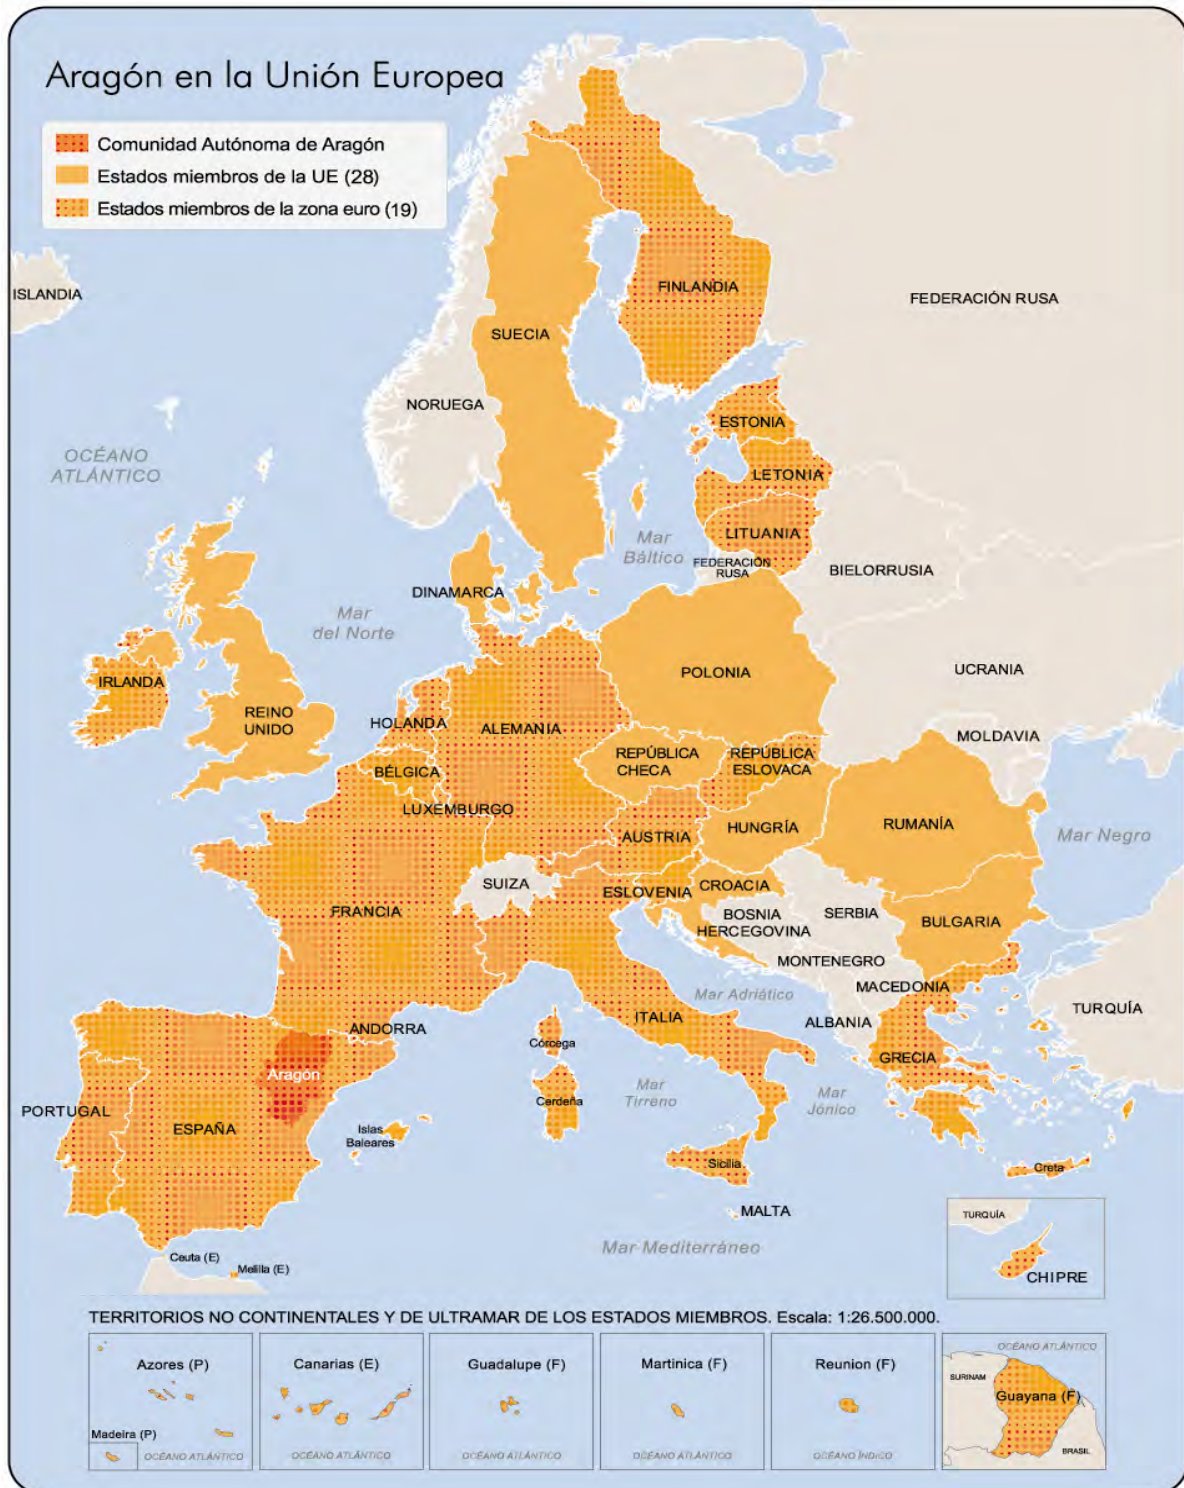 Aragón en la Unión Europea
Comunidad Autónoma de Aragón
Estados miembros de la UE (28)
Estados miembros de la zona euro (19)
ISLANDIA
FINLANDIA
FEDERACIÓN RUSA
SUECIA
NORUEGA
ESTONIA
OCÉANO
ATLÁNTICO
LETONIA
LITUANIA
Mar
Báltico
FEDERACIÓN
RUSA
BIELORRUSIA
DINAMARCA
Mar
del Norte
IRLANDA
POLONIA
UCRANIA
REINO
UNIDO
HOLANDA
ALEMANIA
MOLDAVIA
REPÚBLICA
CHECA
REPÚBLICA
ESLOVACA
BÉLGICA
LUXEMBURGO
AUSTRIA
HUNGRÍA
RUMANÍA
Mar Negro
SUIZA
ESLOVENIA
CROACIA
FRANCIA
BOSNIA
HERCEGOVINA
SERBIA
BULGARIA
MONTENEGRO
MACEDONIA
Mar Adriático
TURQUÍA
ITALIA
ALBANIA
ANDORRA
Córcega
GRECIA
Aragón
Mar
Tirreno
Mar
Jónico
Cerdeña
PORTUGAL
ESPAÑA
Islas
Baleares
Sicilia
Creta
MALTA
TURQUÍA
Mar Mediterráneo
Ceuta (E)
Melilla (E)
CHIPRE
TERRITORIOS NO CONTINENTALES Y DE ULTRAMAR DE LOS ESTADOS MIEMBROS. Escala: 1:26.500.000.
Azores (P)
Madeira (P)
OCÉANO ATLÁNTICO
Canarias (E)
OCÉANO ATLÁNTICO
Guadalupe (F)
OCÉANO ATLÁNTICO
Martinica (F)
OCÉANO ATLÁNTICO
Reunion (F)
OCÉANO ÍNDICO
OCÉANO ATLÁNTICO
SURINAM
Guayana (F)
BRASIL